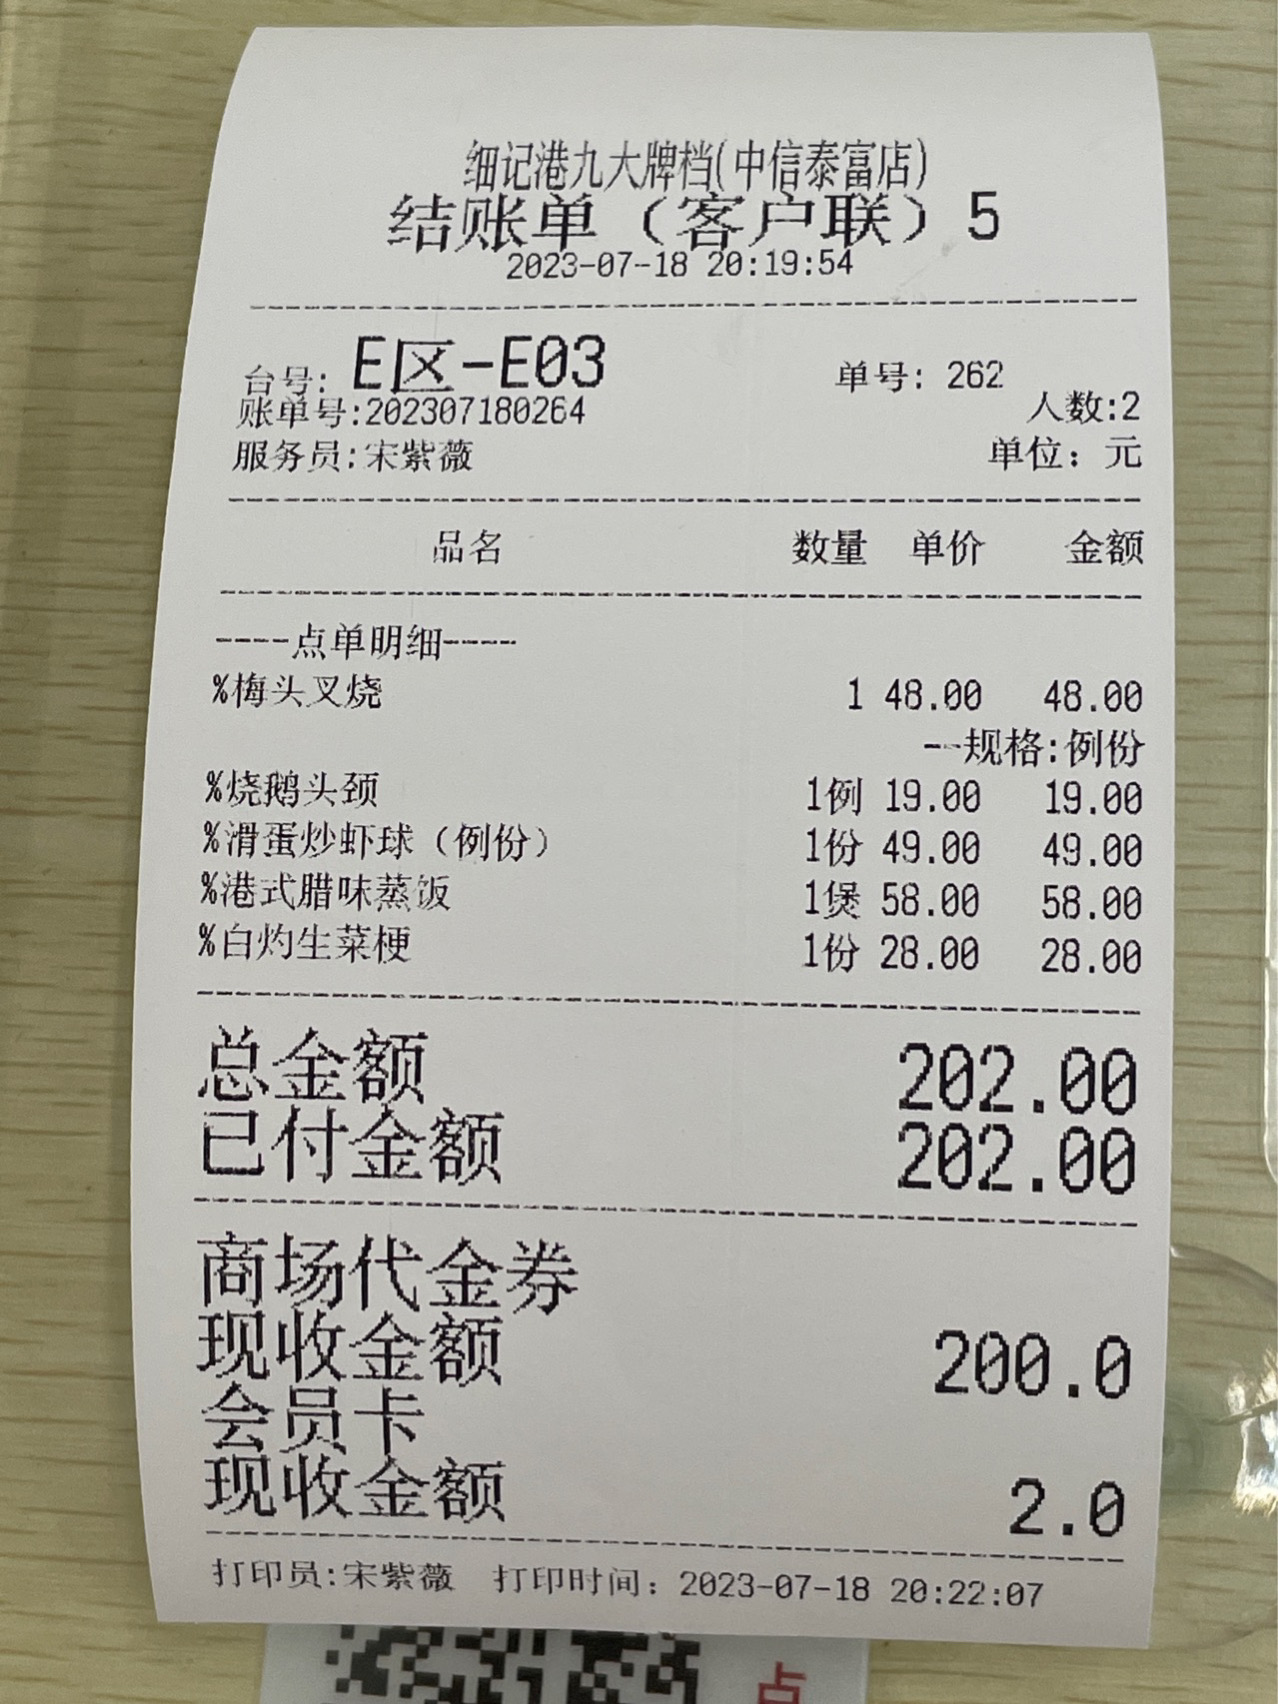 细记港九大牌档(中信泰富店)
结账单（客户联）5
2023-07-18 20:19:54
台号: E区-E03 单号: 262
账单号:202307180264 人数:2
服务员:宋紫薇 单位: 元
品名 数量 单价 金额
----点单明细----
%梅头叉烧 1 48.00 48.00
--规格:例份
%烧鹅头颈 1例 19.00 19.00
%滑蛋炒虾球（例份） 1份 49.00 49.00
%港式腊味蒸饭 1煲 58.00 58.00
%白灼生菜梗 1份 28.00 28.00
总金额 202.00
已付金额 202.00
商场代金券
现收金额 200.0
会员卡
现收金额 2.0
打印员:宋紫薇 打印时间: 2023-07-18 20:22:07
点